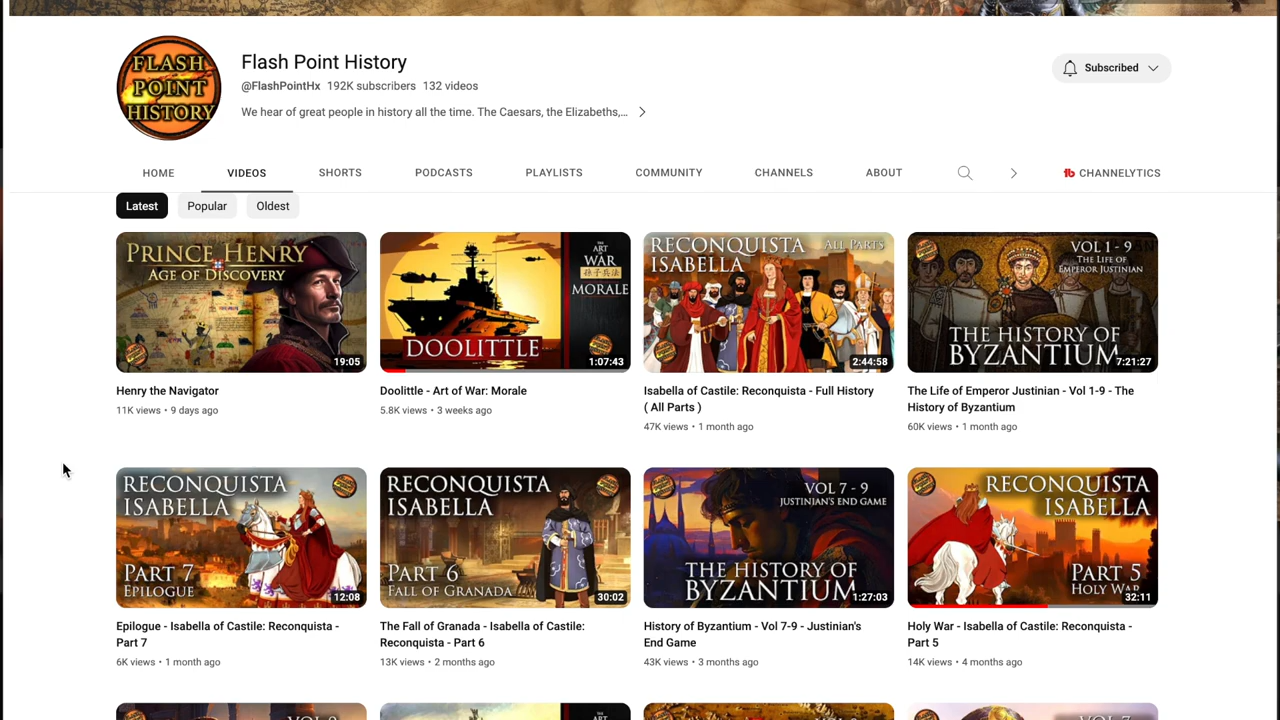 FLASH
POINT
HISTORY
Flash Point History
@FlashPointHx 192K subscribers 132 videos
We hear of great people in history all the time. The Caesars, the Elizabeths,...
Subscribed
HOME VIDEOS SHORTS PODCASTS PLAYLISTS COMMUNITY CHANNELS ABOUT CHANNELYTICS
Latest Popular Oldest
PRINCE HENRY
AGE OF DISCOVERY
19:05
THE
ART
OF
WAR
孫子兵法
MORALE
DOOLITTLE
1:07:43
RECONQUISTA
ISABELLA
ALL PARTS
2:44:58
VOL 1 - 9
THE LIFE OF
EMPEROR JUSTINIAN
THE HISTORY OF
BYZANTIUM
7:21:27
Henry the Navigator
11K views • 9 days ago
Doolittle - Art of War: Morale
5.8K views • 3 weeks ago
Isabella of Castile: Reconquista - Full History
( All Parts )
47K views • 1 month ago
The Life of Emperor Justinian - Vol 1-9 - The
History of Byzantium
60K views • 1 month ago
RECONQUISTA
ISABELLA
PART 7
EPILOGUE
12:08
RECONQUISTA
ISABELLA
PART 6
FALL OF GRANADA
30:02
VOL 7 - 9
JUSTINIAN'S END GAME
THE HISTORY OF
BYZANTIUM
1:27:03
RECONQUISTA
ISABELLA
PART 5
HOLY WAR
32:11
Epilogue - Isabella of Castile: Reconquista -
Part 7
6K views • 1 month ago
The Fall of Granada - Isabella of Castile:
Reconquista - Part 6
13K views • 2 months ago
History of Byzantium - Vol 7-9 - Justinian's
End Game
43K views • 3 months ago
Holy War - Isabella of Castile: Reconquista -
Part 5
14K views • 4 months ago